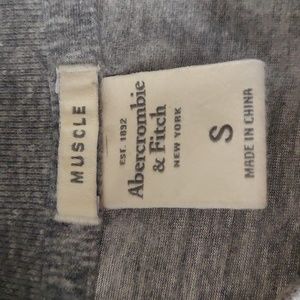 MUSCLE
EST. 1892
Abercrombie
& Fitch
NEW YORK
S
MADE IN CHINA